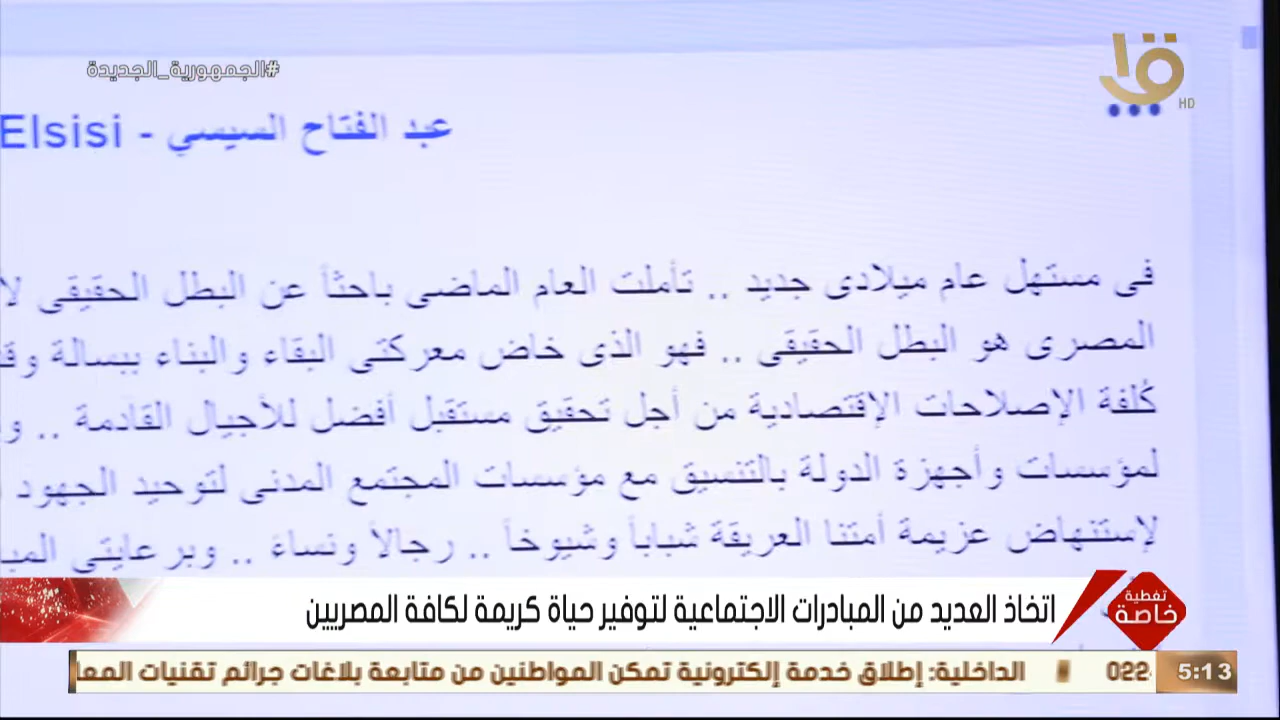 #الجمهورية_الجديدة
HD
عبد الفتاح السيسي - Elsisi
فى مستهل عام ميلادى جديد .. تأملت العام الماضى باحثاً عن البطل الحقيقى
المصرى هو البطل الحقيقى .. فهو الذى خاض معركتى البقاء والبناء ببسالة
كُلفة الإصلاحات الإقتصادية من أجل تحقيق مستقبل أفضل للأجيال القادمة ..
لمؤسسات وأجهزة الدولة بالتنسيق مع مؤسسات المجتمع المدنى لتوحيد الجهود
لإستنهاض عزيمة أمتنا العريقة شباباً وشيوخاً .. رجالاً ونساءً .. وبرعايتى
تغطية
خاصة
اتخاذ العديد من المبادرات الاجتماعية لتوفير حياة كريمة لكافة المصريين
5:13
022
الداخلية: إطلاق خدمة إلكترونية تمكن المواطنين من متابعة بلاغات جرائم تقنيات